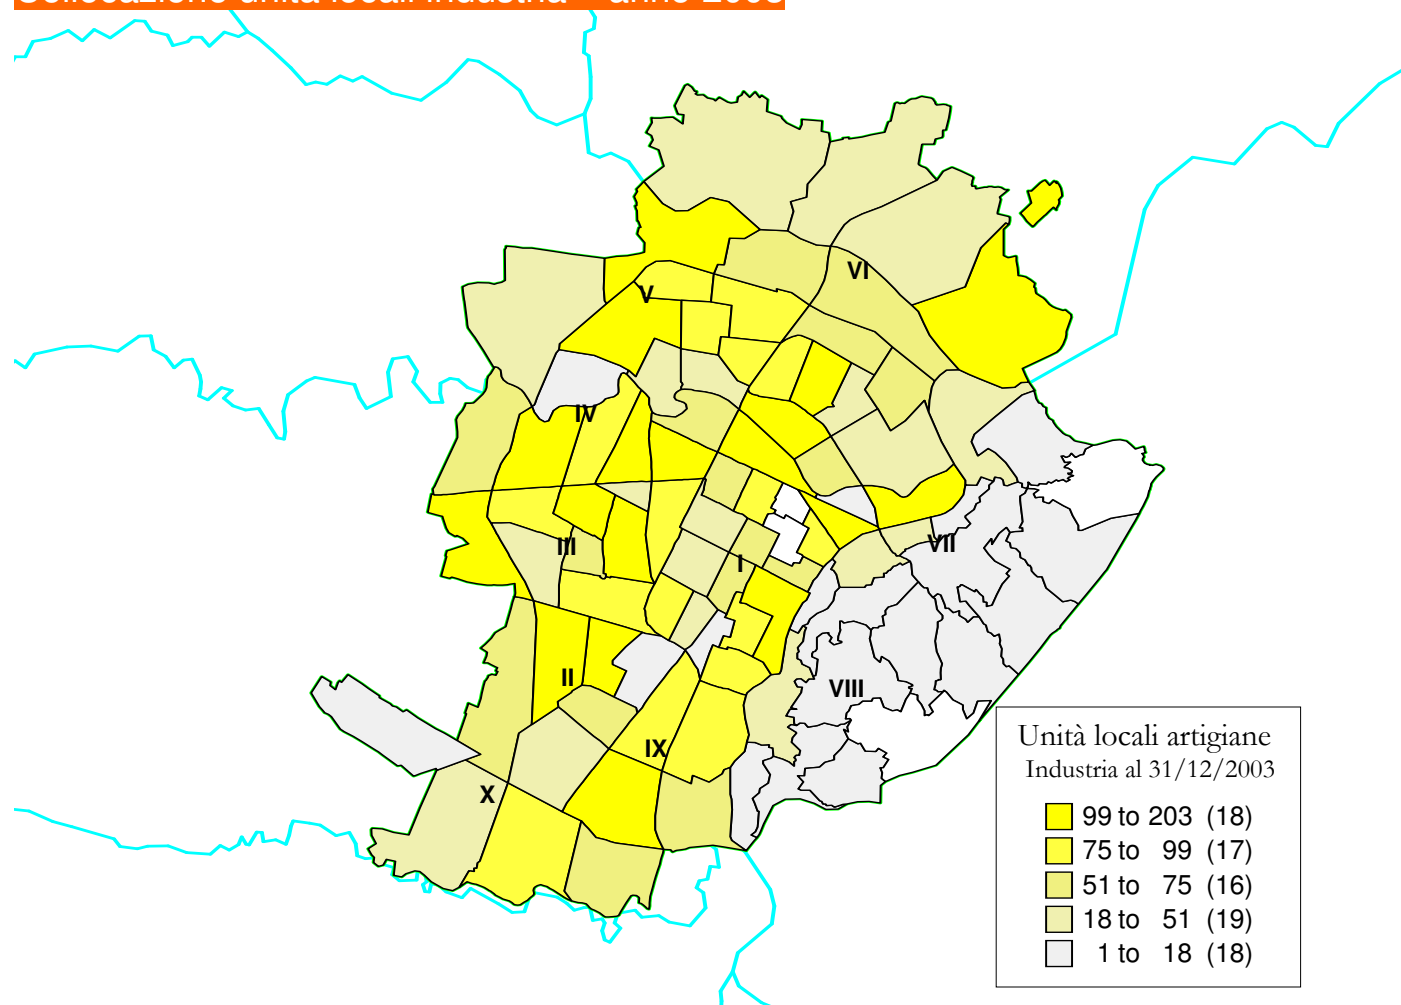 VI
V
IV
III
I
VII
II
VIII
IX
X
Unità locali artigiane
Industria al 31/12/2003
99 to 203 (18)
75 to 99 (17)
51 to 75 (16)
18 to 51 (19)
1 to 18 (18)